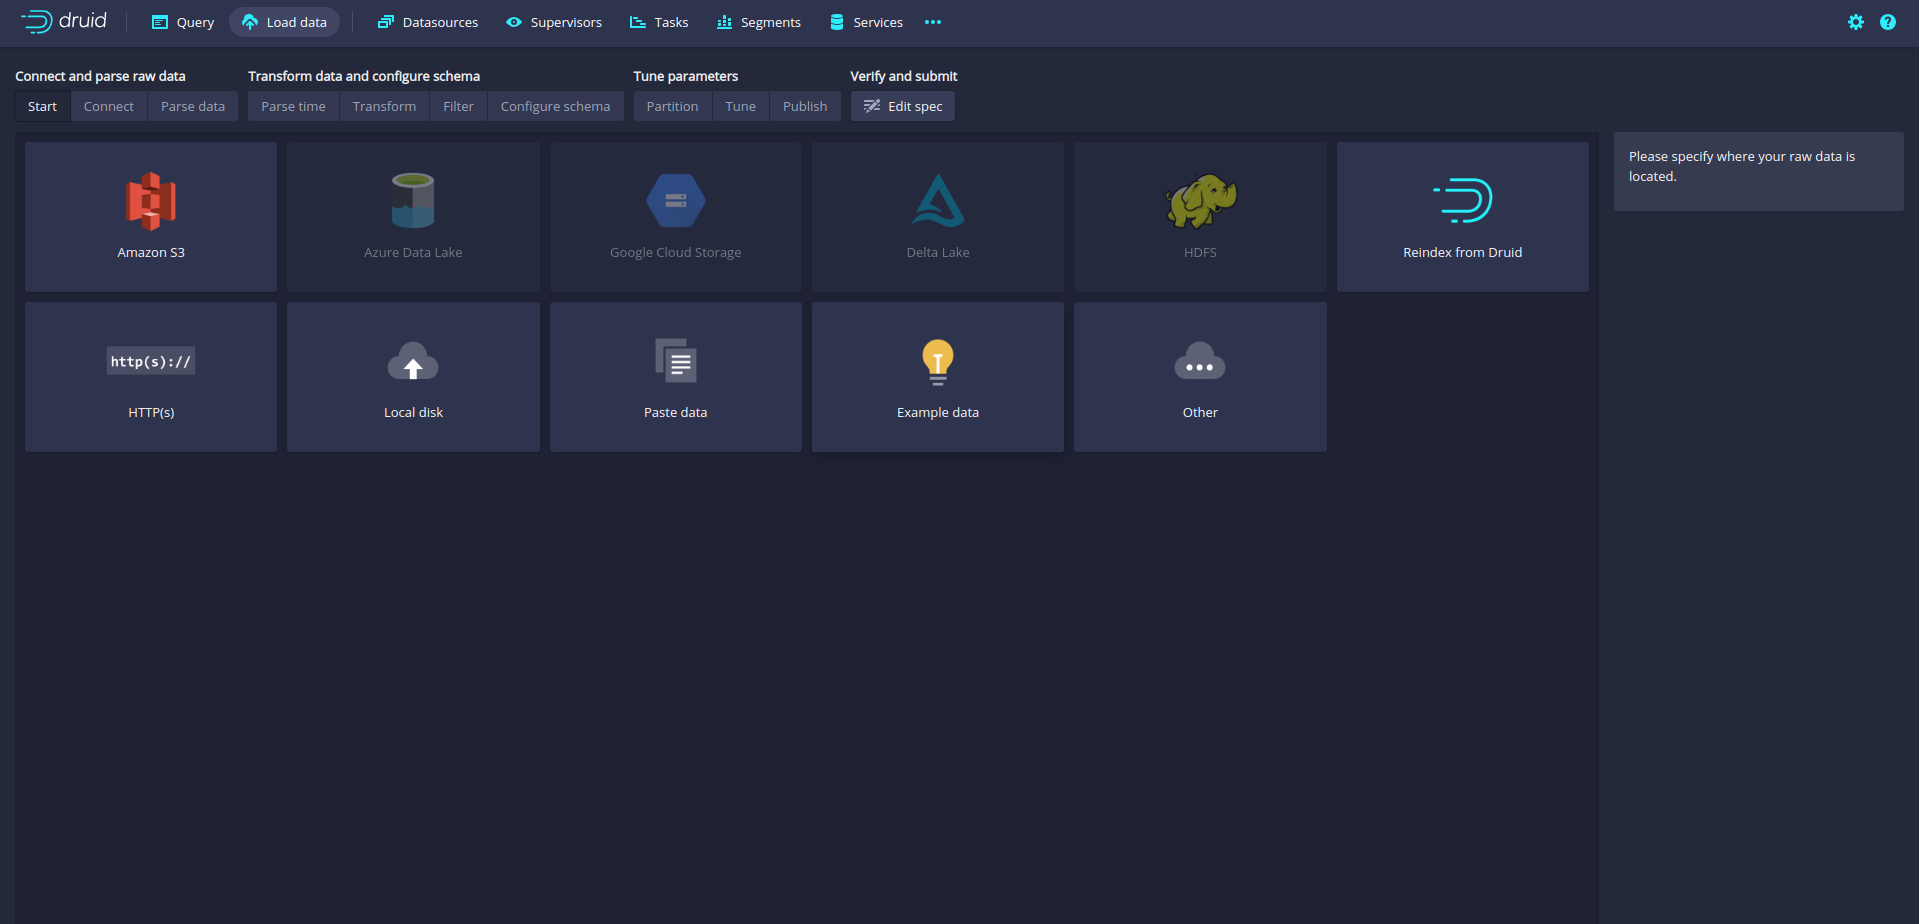 druid Query Load data Datasources Supervisors Tasks Segments Services
Connect and parse raw data Transform data and configure schema Tune parameters Verify and submit
Start Connect Parse data Parse time Transform Filter Configure schema Partition Tune Publish Edit spec
Please specify where your raw data is
located.
Amazon S3 Azure Data Lake Google Cloud Storage Delta Lake HDFS Reindex from Druid
http(s)://
HTTP(s) Local disk Paste data Example data Other